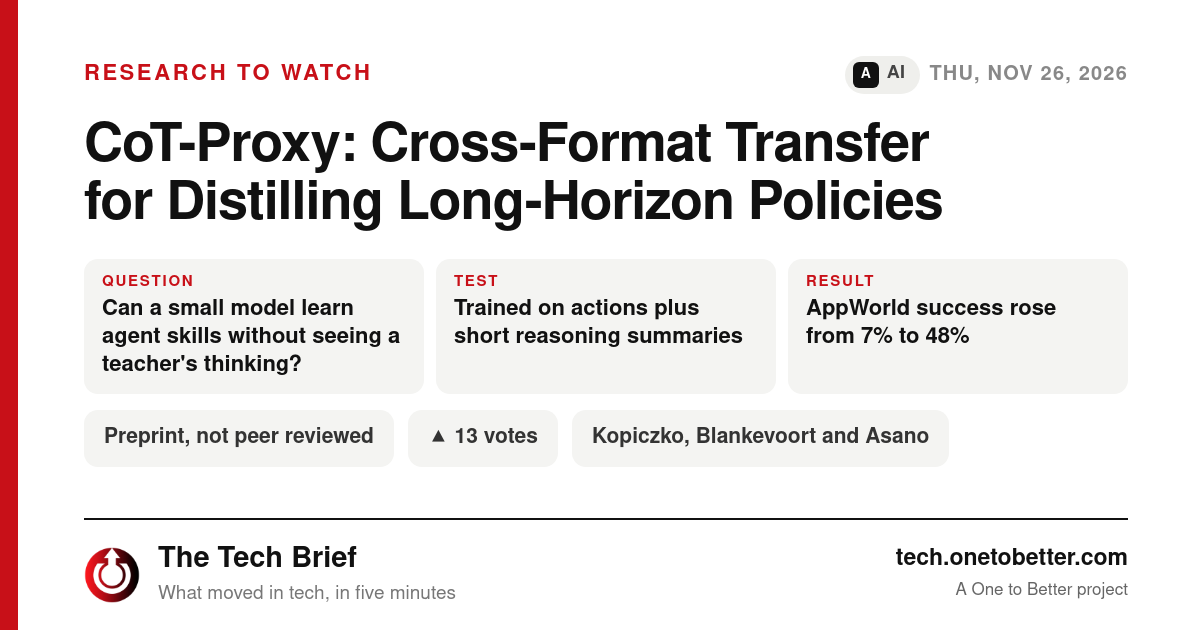 RESEARCH TO WATCH
A AI THU, NOV 26, 2026
CoT-Proxy: Cross-Format Transfer
for Distilling Long-Horizon Policies
QUESTION
Can a small model learn
agent skills without seeing a
teacher's thinking?
TEST
Trained on actions plus
short reasoning summaries
RESULT
AppWorld success rose
from 7% to 48%
Preprint, not peer reviewed
▲ 13 votes
Kopiczko, Blankevoort and Asano
The Tech Brief
What moved in tech, in five minutes
tech.onetobetter.com
A One to Better project